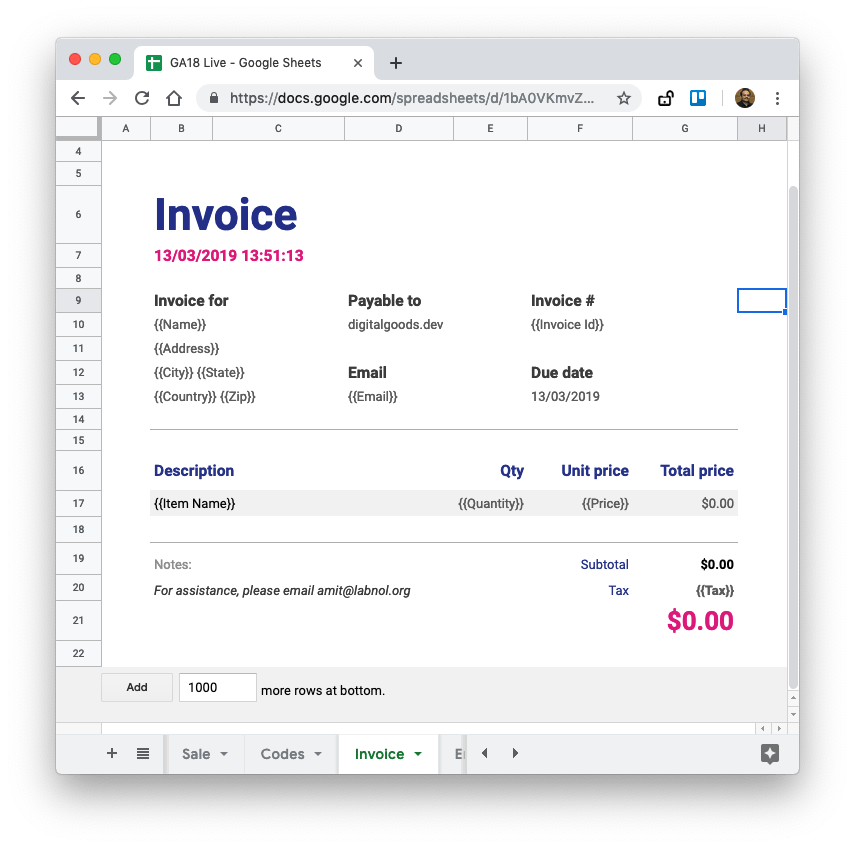 GA18 Live - Google Sheets
https://docs.google.com/spreadsheets/d/1bA0VKmvZ...
A B C D E F G H
4
5
6 Invoice
7 13/03/2019 13:51:13
8
9 Invoice for Payable to Invoice #
10 {{Name}} digitalgoods.dev {{Invoice Id}}
11 {{Address}}
12 {{City}} {{State}} Email Due date
13 {{Country}} {{Zip}} {{Email}} 13/03/2019
14
15
16 Description Qty Unit price Total price
17 {{Item Name}} {{Quantity}} {{Price}} $0.00
18
19 Notes: Subtotal $0.00
20 For assistance, please email amit@labnol.org Tax {{Tax}}
21 $0.00
22
Add 1000 more rows at bottom.
Sale Codes Invoice